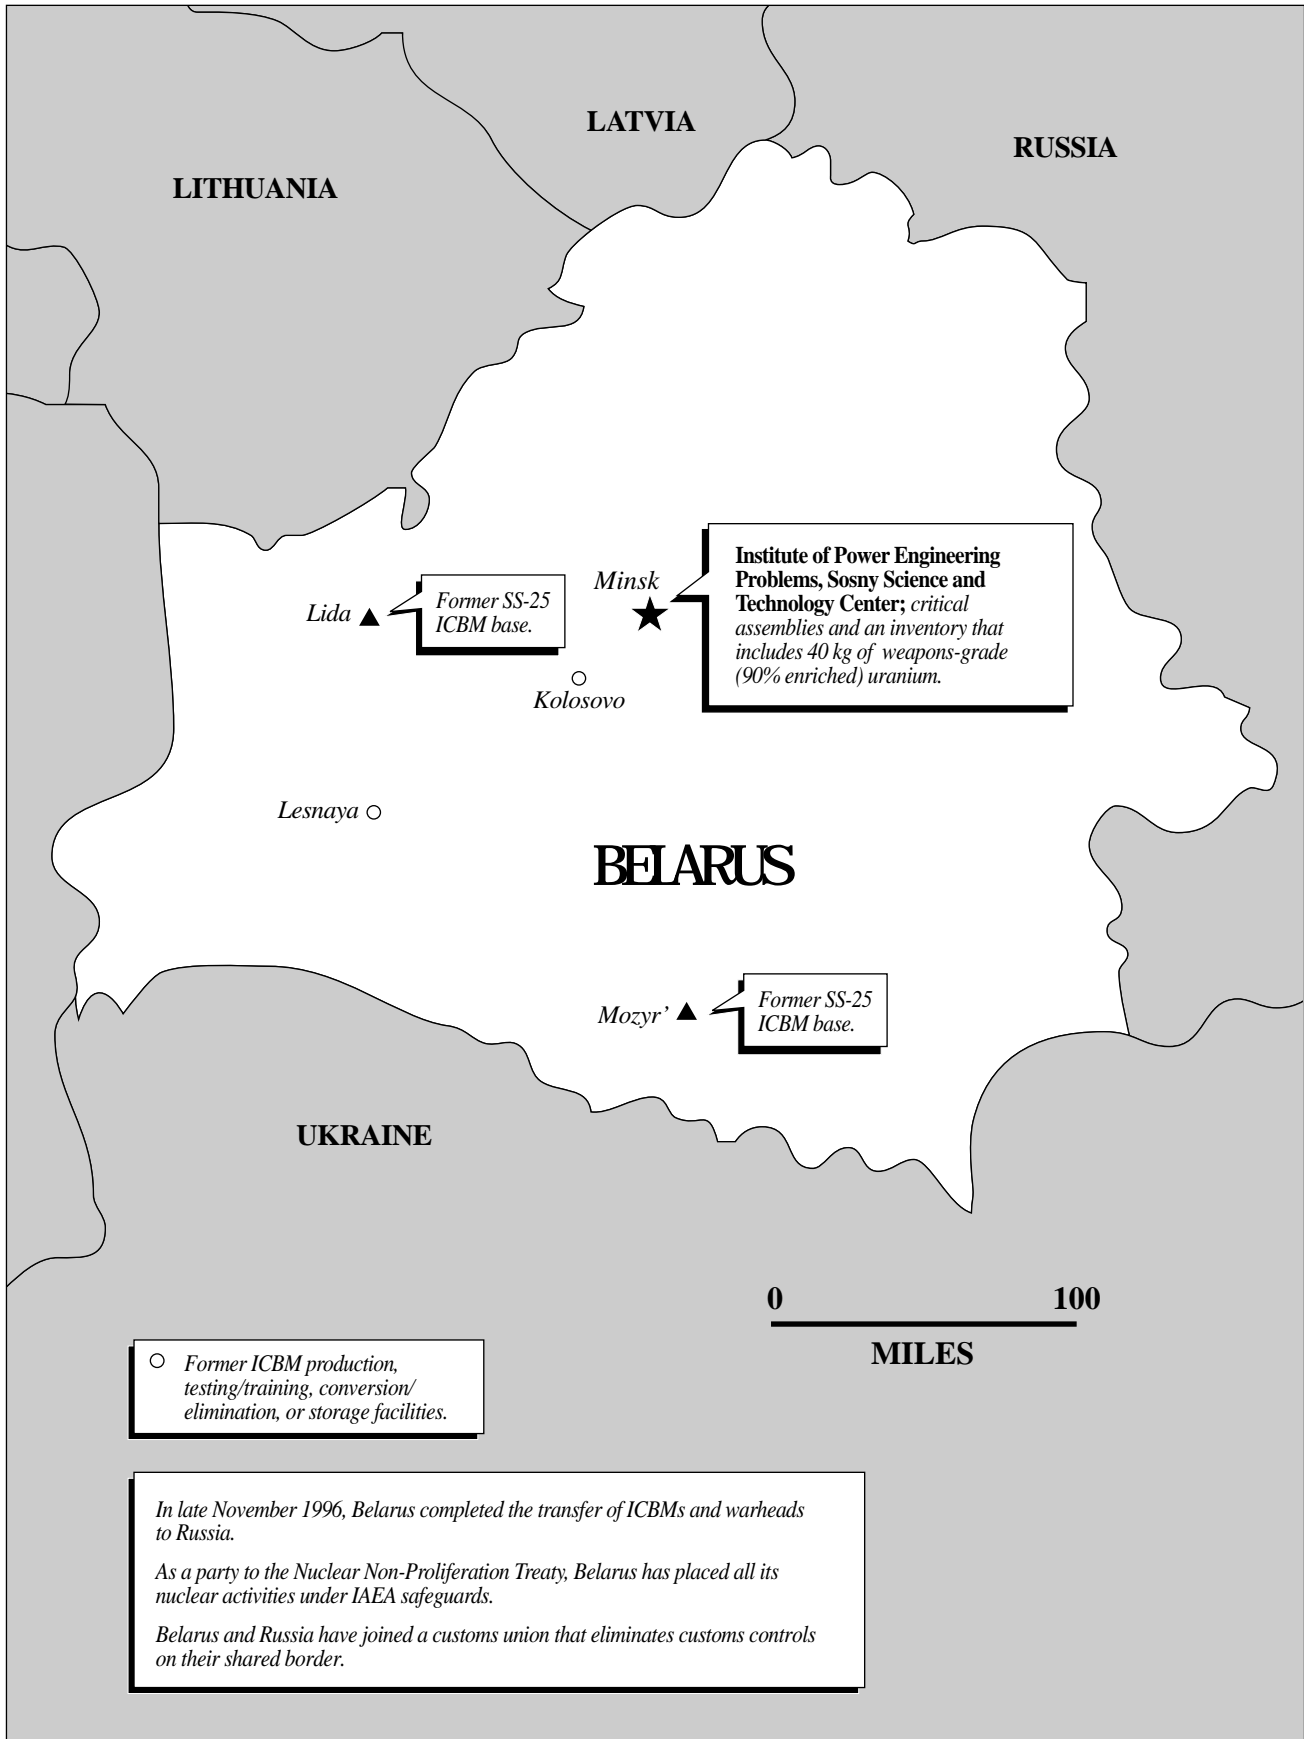 LATVIA
RUSSIA
LITHUANIA
Minsk
Institute of Power Engineering
Problems, Sosny Science and
Technology Center; critical
assemblies and an inventory that
includes 40 kg of weapons-grade
(90% enriched) uranium.
Lida
Former SS-25
ICBM base.
Kolosovo
Lesnaya
BELARUS
Mozyr’
Former SS-25
ICBM base.
UKRAINE
0 100
MILES
Former ICBM production,
testing/training, conversion/
elimination, or storage facilities.
In late November 1996, Belarus completed the transfer of ICBMs and warheads
to Russia.
As a party to the Nuclear Non-Proliferation Treaty, Belarus has placed all its
nuclear activities under IAEA safeguards.
Belarus and Russia have joined a customs union that eliminates customs controls
on their shared border.